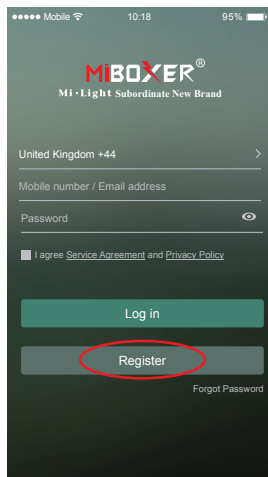 ●●●●● Mobile 10:18 95%
MiBOXER®
Mi·Light Subordinate New Brand
United Kingdom +44
Mobile number / Email address
Password
I agree Service Agreement and Privacy Policy
Log in
Register
Forgot Password